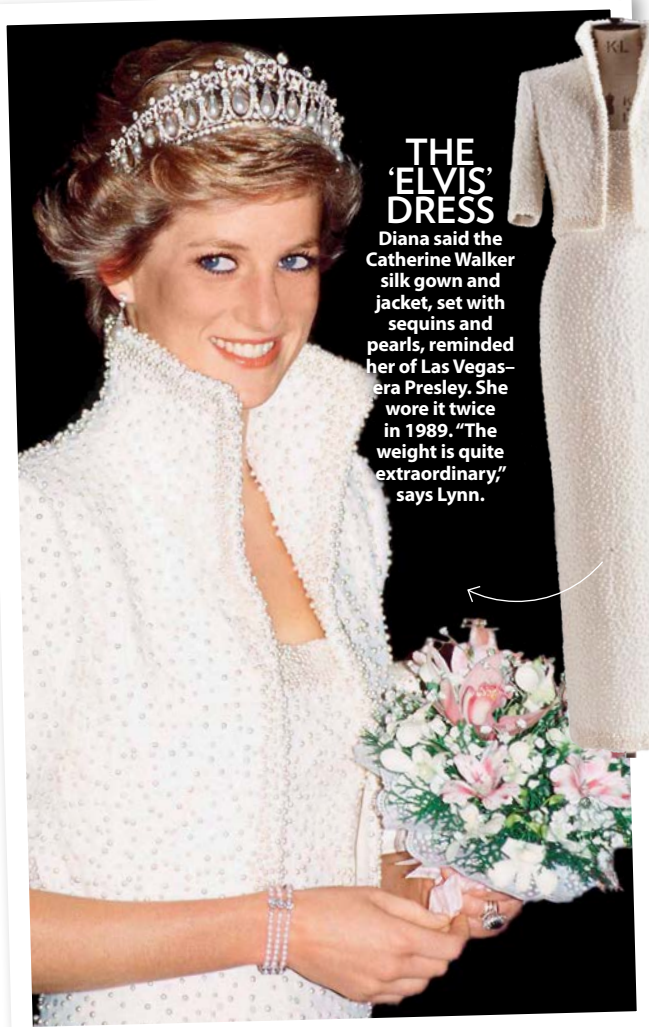 THE
‘ELVIS’
DRESS
Diana said the
Catherine Walker
silk gown and
jacket, set with
sequins and
pearls, reminded
her of Las Vegas–
era Presley. She
wore it twice
in 1989. “The
weight is quite
extraordinary,”
says Lynn.
K·L